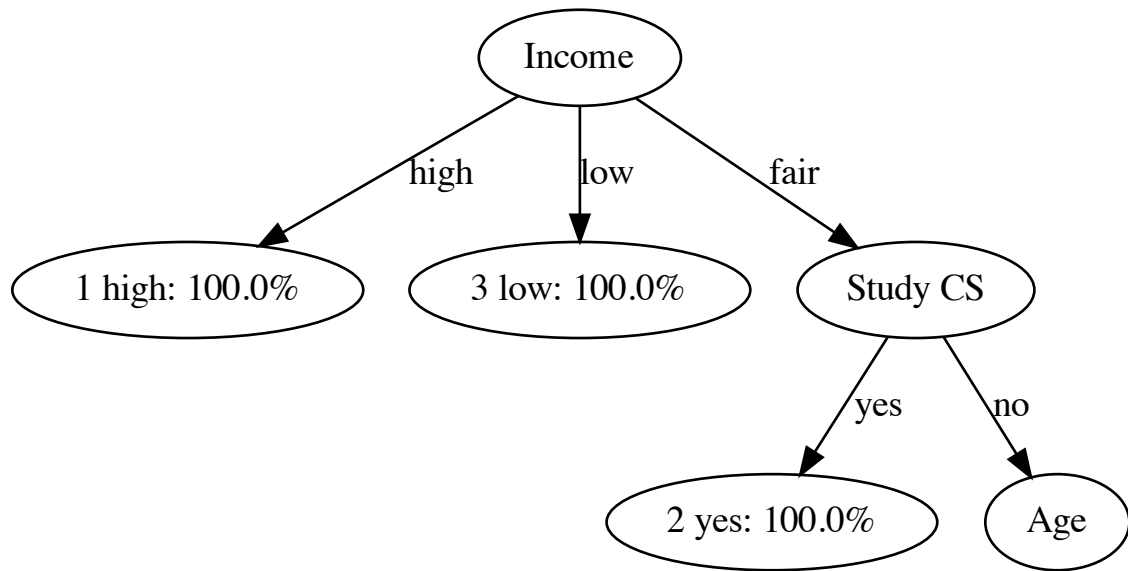 Income
high
low
fair
1 high: 100.0%
3 low: 100.0%
Study CS
yes
no
2 yes: 100.0%
Age